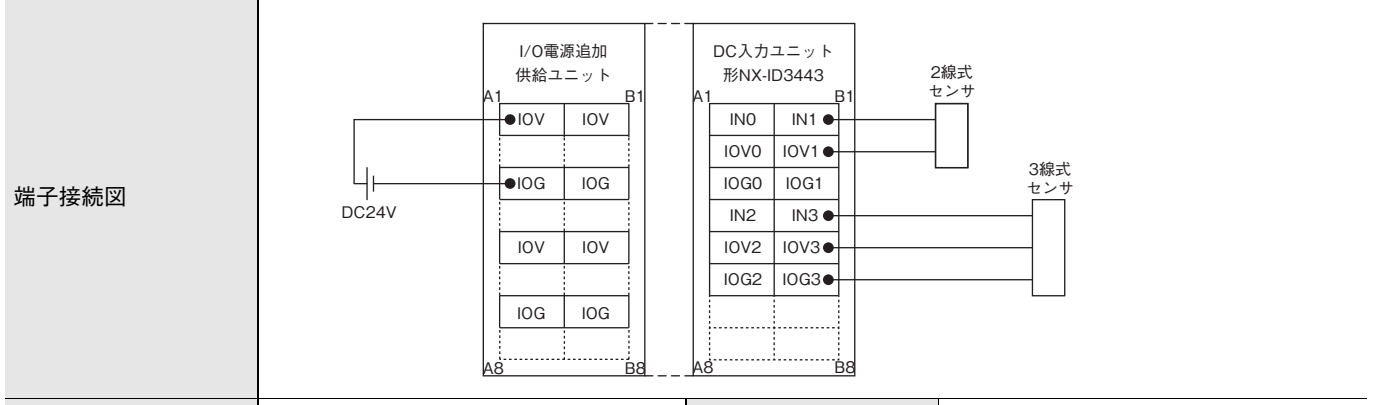 端子接続図
I/O電源追加
供給ユニット
A1
B1
IOV
IOV
IOG
IOG
IOV
IOV
IOG
IOG
A8
B8
DC24V
DC入力ユニット
形NX-ID3443
A1
B1
IN0
IN1
IOV0
IOV1
IOG0
IOG1
IN2
IN3
IOV2
IOV3
IOG2
IOG3
A8
B8
2線式
センサ
3線式
センサ